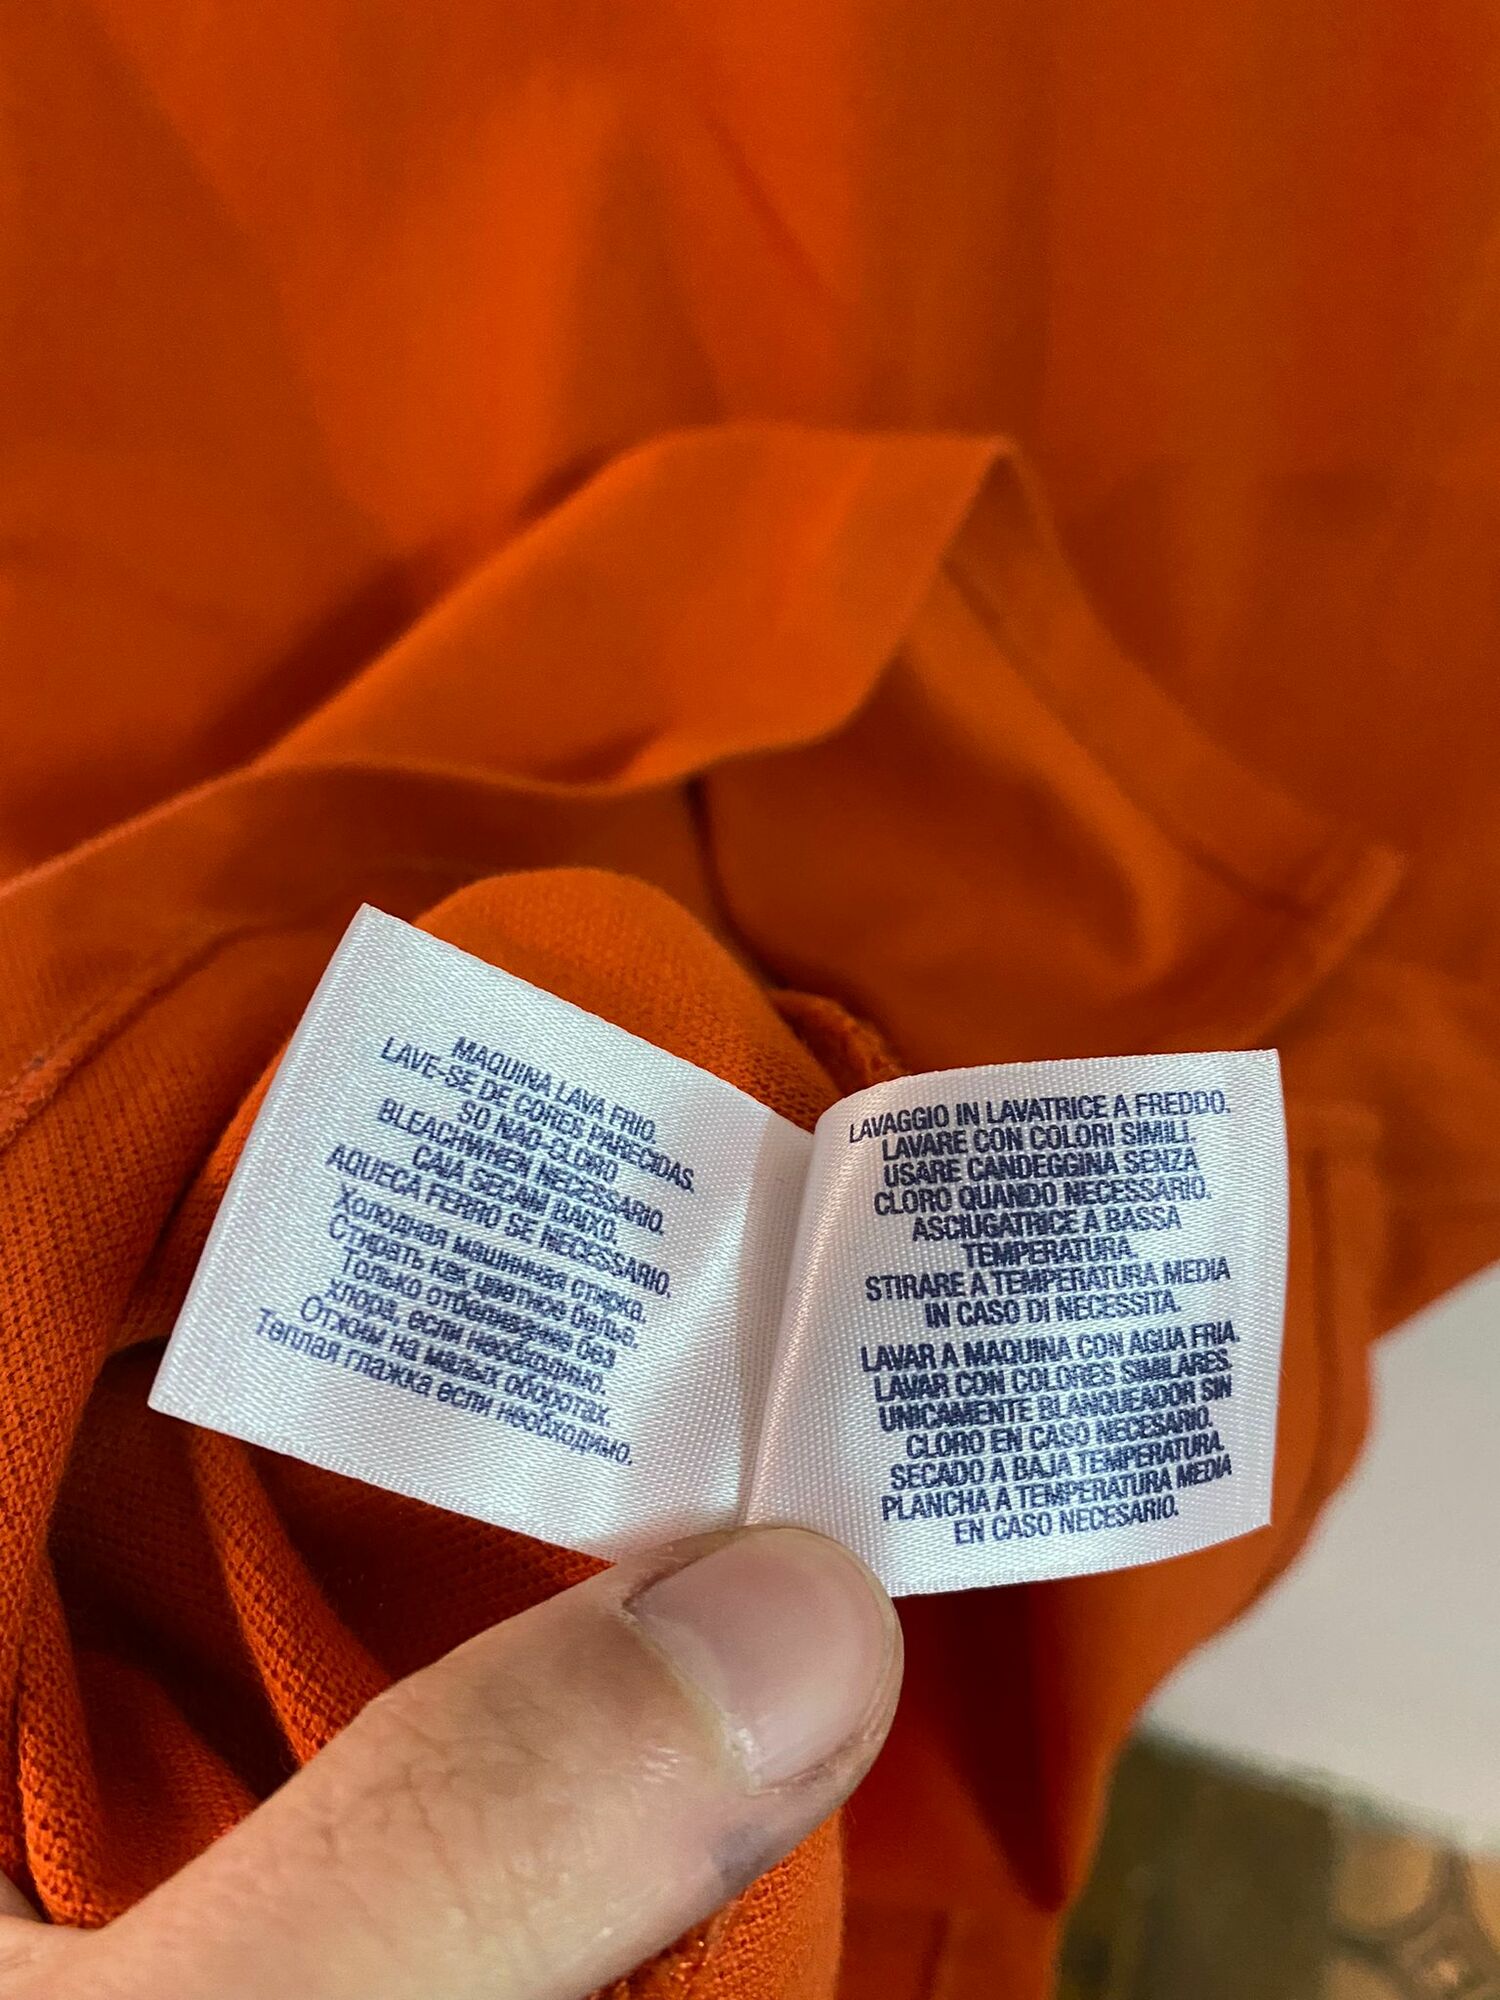 MAQUINA LAVA FRIO.
LAVE-SE DE CORES PARECIDAS.
SO NAO-CLORO
BLEACHWHEN NECESSARIO.
CAIA SECAM BAIXO.
AQUECA FERRO SE NECESSARIO.
Холодная машинная стирка.
Стирать как цветное белье.
Только отбеливание без
хлора, если необходимо.
Отжим на малых оборотах.
Теплая глажка если необходимо.
LAVAGGIO IN LAVATRICE A FREDDO.
LAVARE CON COLORI SIMILI.
USARE CANDEGGINA SENZA
CLORO QUANDO NECESSARIO.
ASCIUGATRICE A BASSA
TEMPERATURA.
STIRARE A TEMPERATURA MEDIA
IN CASO DI NECESSITA.
LAVAR A MAQUINA CON AGUA FRIA.
LAVAR CON COLORES SIMILARES.
UNICAMENTE BLANQUEADOR SIN
CLORO EN CASO NECESARIO.
SECADO A BAJA TEMPERATURA.
PLANCHA A TEMPERATURA MEDIA
EN CASO NECESARIO.